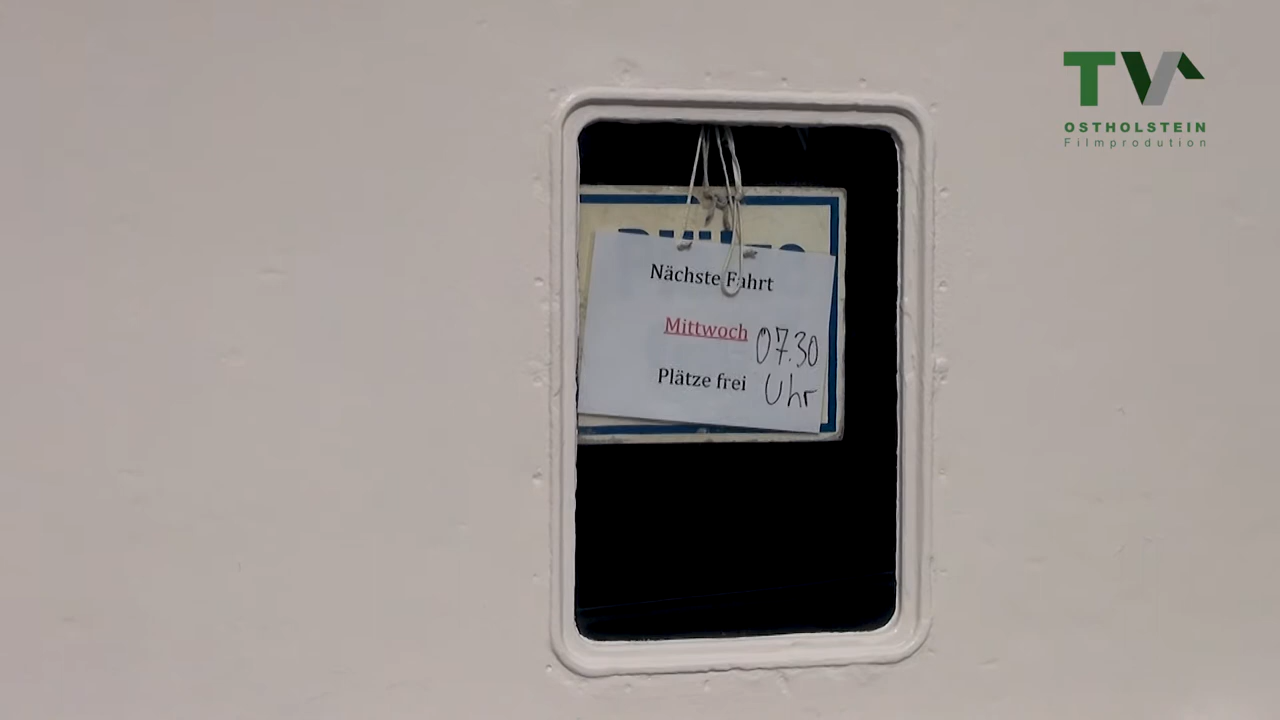 TV
OSTHOLSTEIN
Filmprodution
Nächste Fahrt
Mittwoch 07.30
Plätze frei Uhr